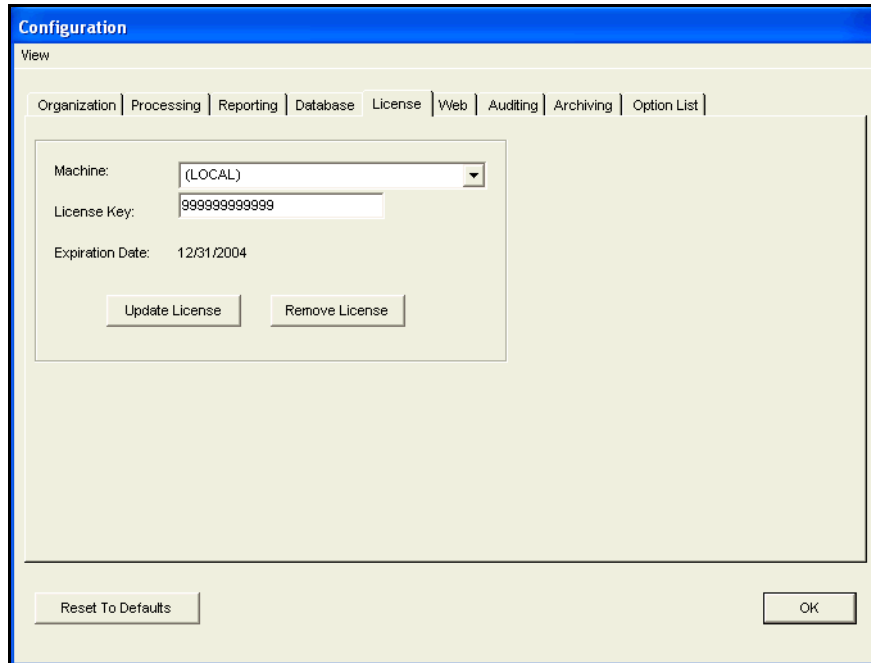 Configuration
View
Organization Processing Reporting Database License Web Auditing Archiving Option List
Machine: (LOCAL)
License Key: 999999999999
Expiration Date: 12/31/2004
Update License Remove License
Reset To Defaults OK